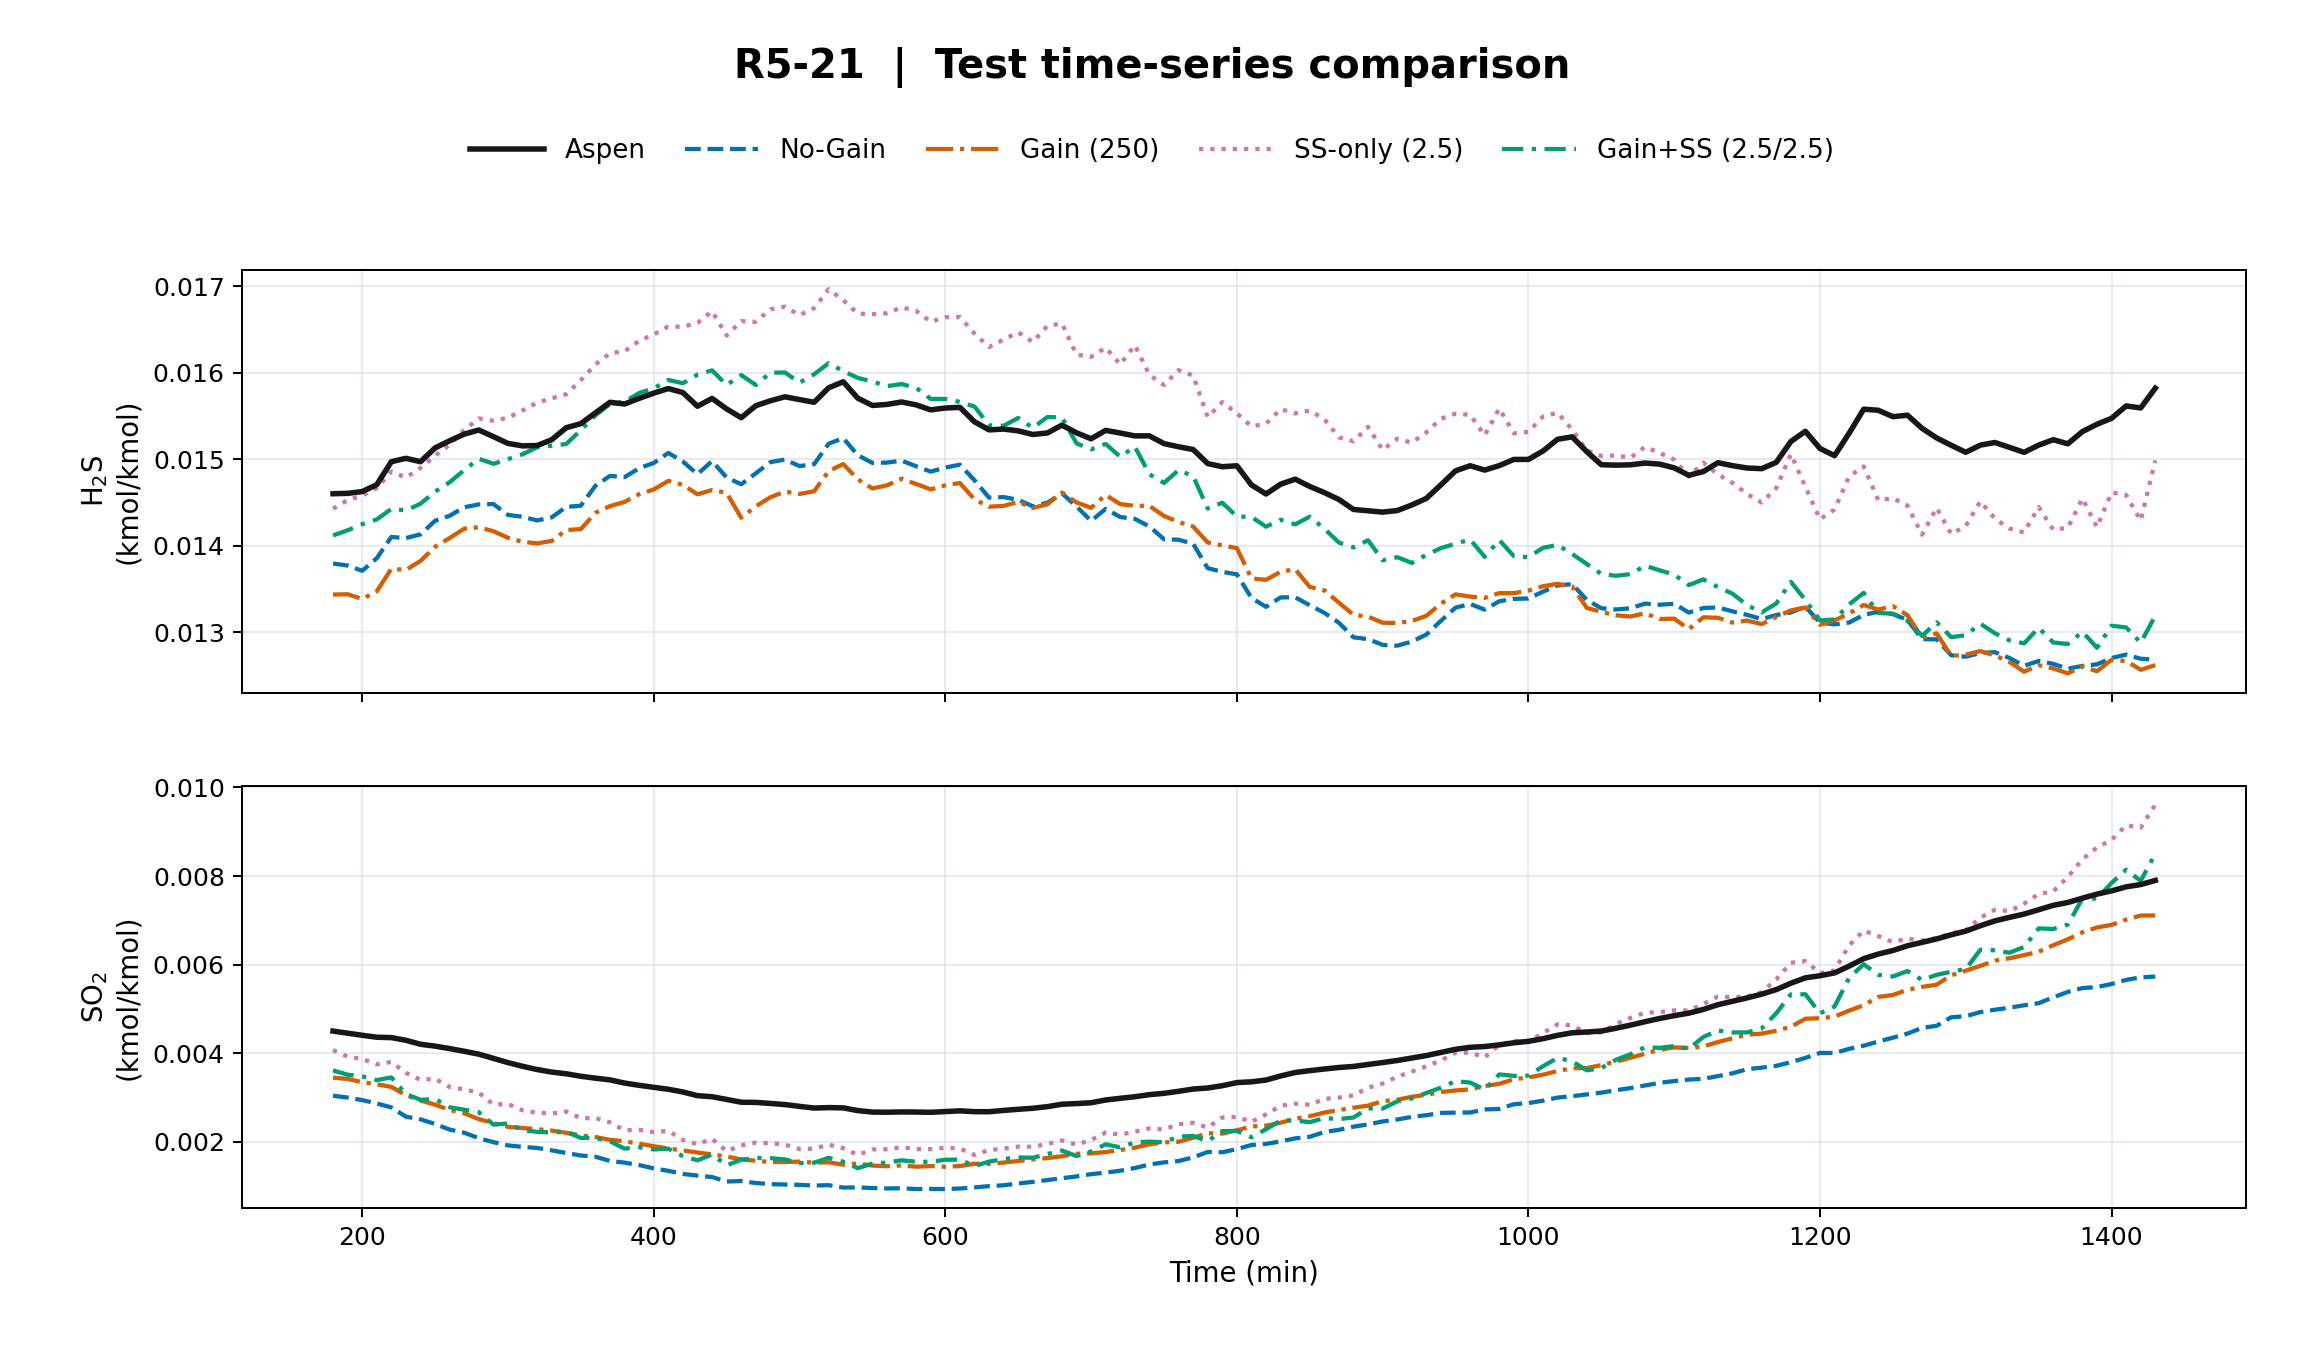 R5-21 | Test time-series comparison
Aspen No-Gain Gain (250) SS-only (2.5) Gain+SS (2.5/2.5)
H₂S
(kmol/kmol)
0.017
0.016
0.015
0.014
0.013
SO₂
(kmol/kmol)
0.010
0.008
0.006
0.004
0.002
200 400 600 800 1000 1200 1400
Time (min)